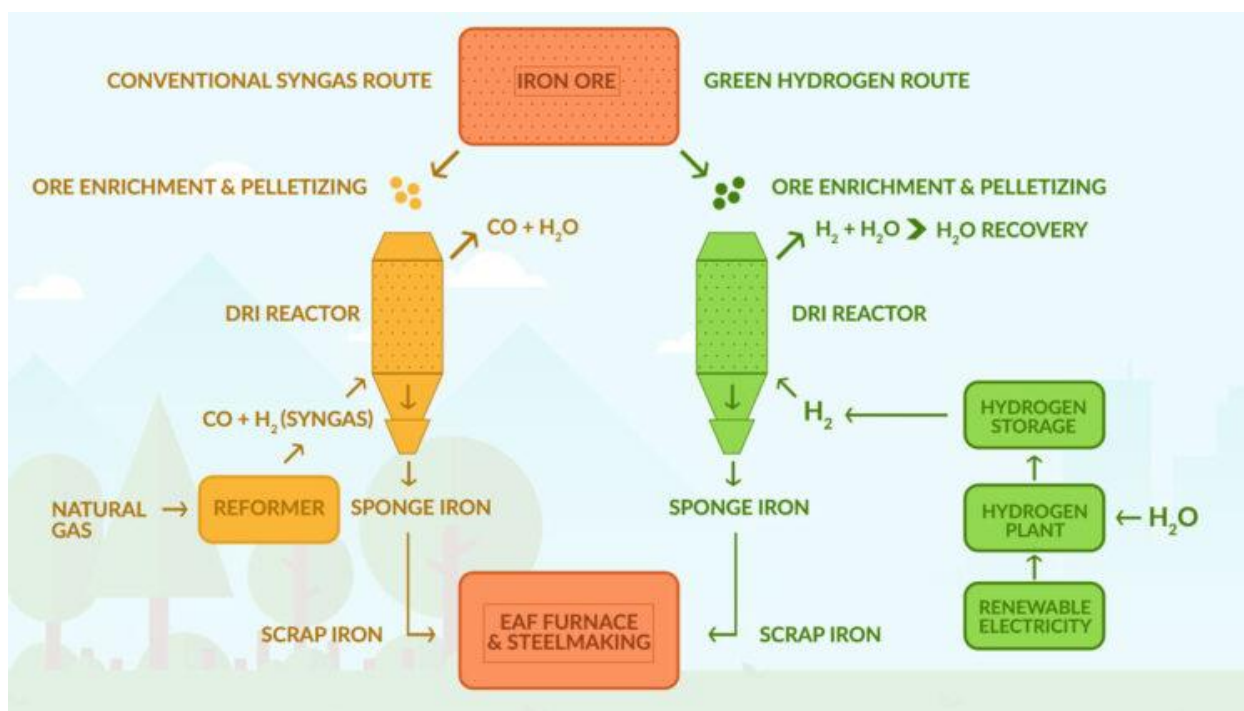 CONVENTIONAL SYNGAS ROUTE
IRON ORE
GREEN HYDROGEN ROUTE
ORE ENRICHMENT & PELLETIZING
ORE ENRICHMENT & PELLETIZING
CO + H₂O
H₂ + H₂O > H₂O RECOVERY
DRI REACTOR
DRI REACTOR
CO + H₂ (SYNGAS)
H₂
HYDROGEN
STORAGE
NATURAL
GAS
REFORMER
SPONGE IRON
SPONGE IRON
HYDROGEN
PLANT
H₂O
SCRAP IRON
EAF FURNACE
& STEELMAKING
SCRAP IRON
RENEWABLE
ELECTRICITY